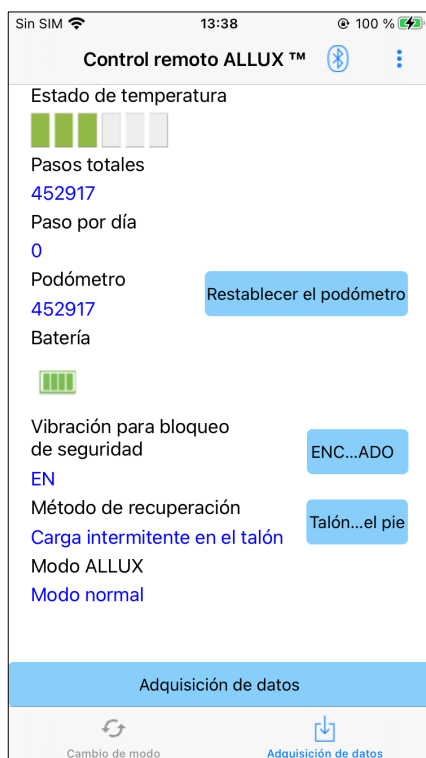 Sin SIM 13:38 100 %
Control remoto ALLUX ™
Estado de temperatura
Pasos totales
452917
Paso por día
0
Podómetro
452917
Restablecer el podómetro
Batería
Vibración para bloqueo
de seguridad
EN
ENC...ADO
Método de recuperación
Carga intermitente en el talón
Talón...el pie
Modo ALLUX
Modo normal
Adquisición de datos
Cambio de modo
Adquisición de datos